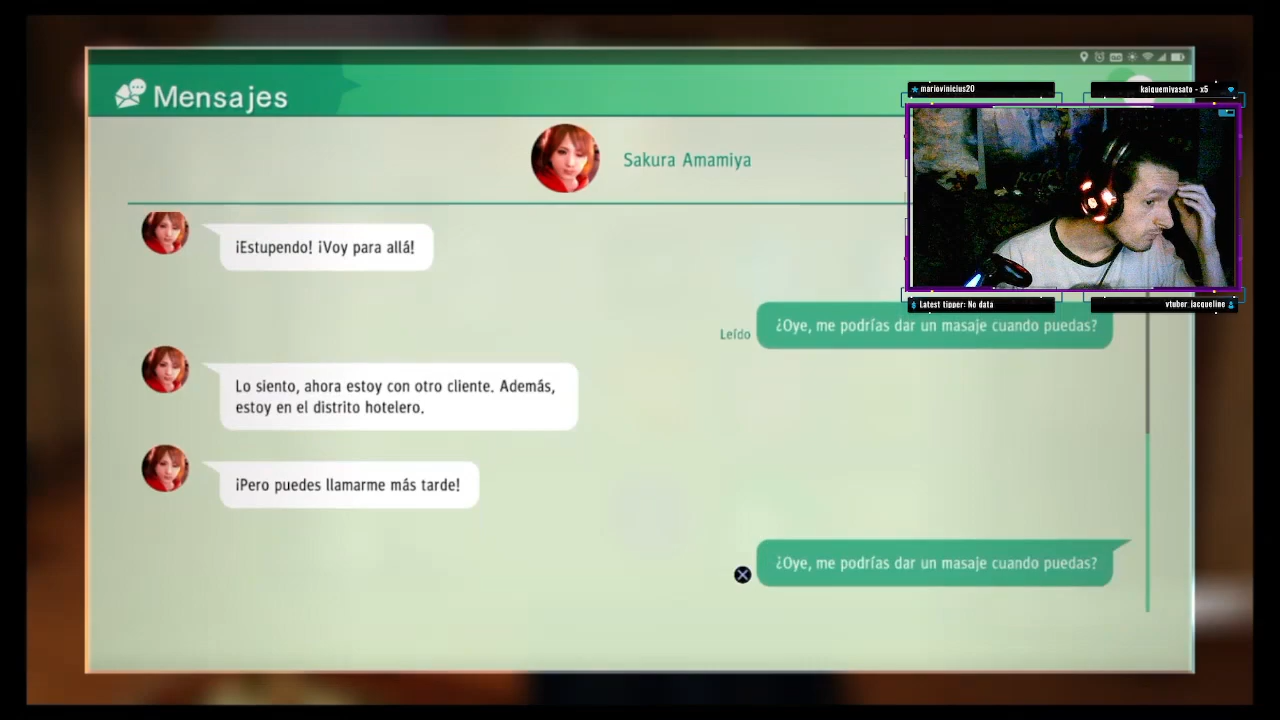 Mensajes
mariovinicius20
kaiquemiyasato - x5
Sakura Amamiya
¡Estupendo! ¡Voy para allá!
Latest tipper: No data
vtuber_jacqueline
Leído
¿Oye, me podrías dar un masaje cuando puedas?
Lo siento, ahora estoy con otro cliente. Además,
estoy en el distrito hotelero.
¡Pero puedes llamarme más tarde!
¿Oye, me podrías dar un masaje cuando puedas?